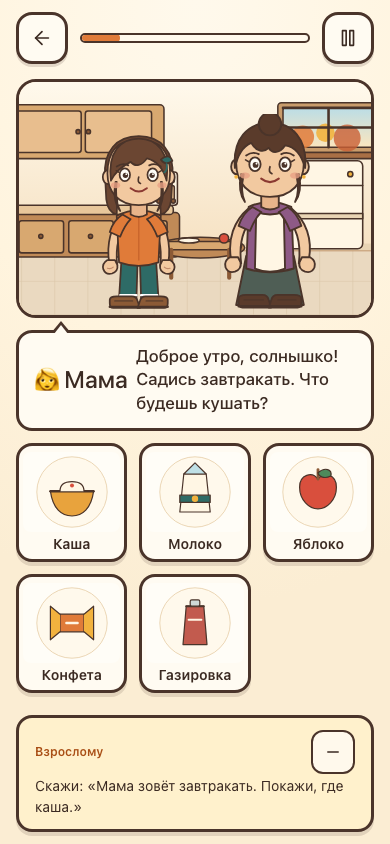 Мама
Доброе утро, солнышко!
Садись завтракать. Что
будешь кушать?
Каша
Молоко
Яблоко
Конфета
Газировка
Взрослому
Скажи: «Мама зовёт завтракать. Покажи, где
каша.»